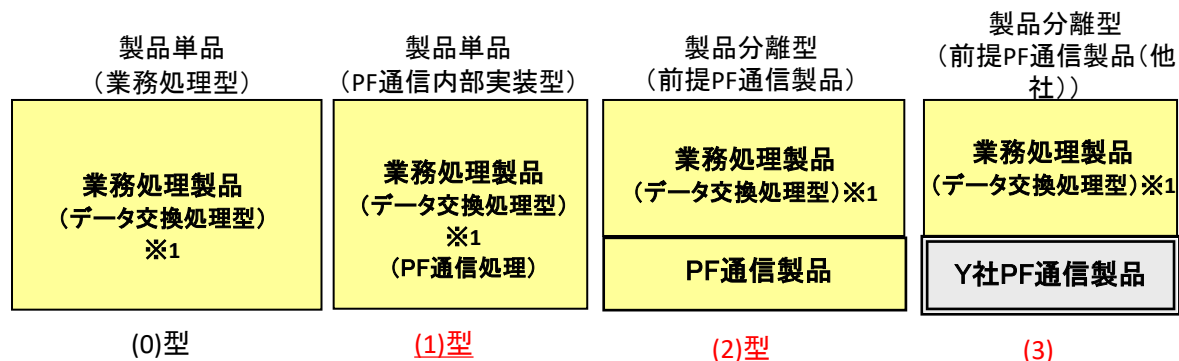 製品単品
（業務処理型）
業務処理製品
（データ交換処理型）
※1
(0)型
製品単品
（PF通信内部実装型）
業務処理製品
（データ交換処理型）
※1
（PF通信処理）
(1)型
製品分離型
（前提PF通信製品）
業務処理製品
（データ交換処理型）※1
PF通信製品
(2)型
製品分離型
（前提PF通信製品（他
社））
業務処理製品
（データ交換処理型）※1
Y社PF通信製品
(3)